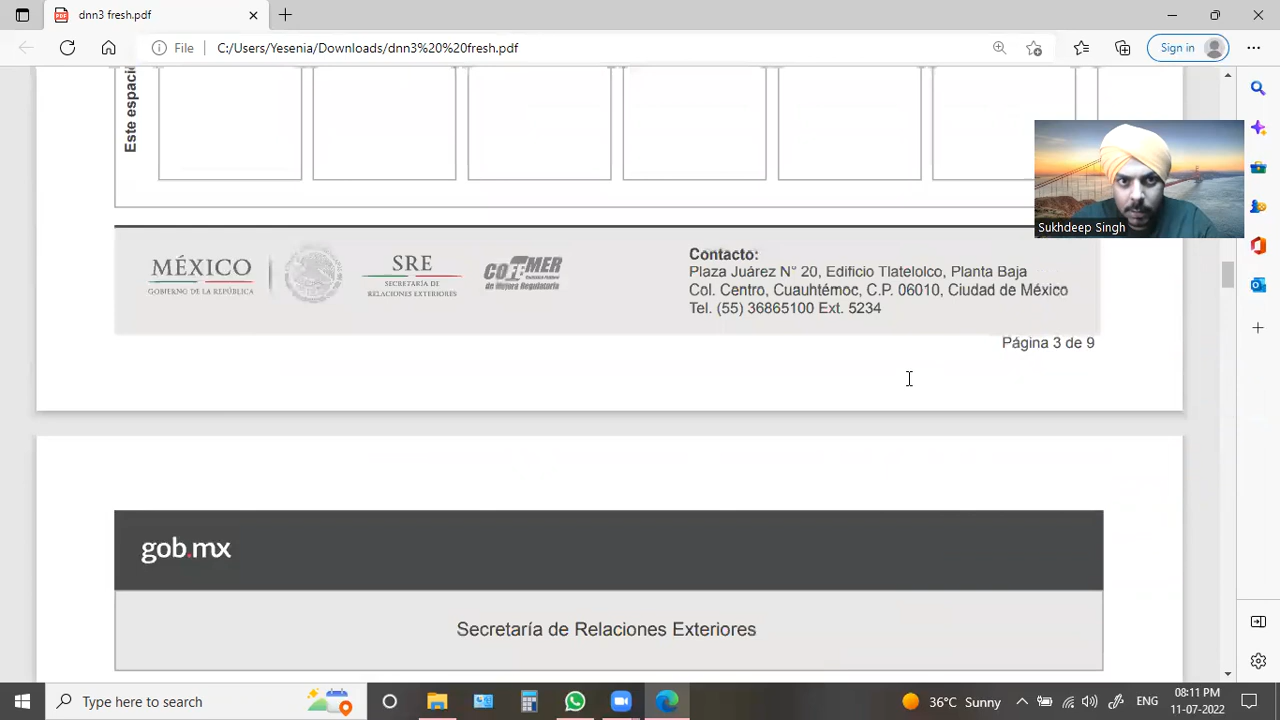 dnn3 fresh.pdf
File
C:/Users/Yesenia/Downloads/dnn3%20%20fresh.pdf
Sign in
Este espaci
Sukhdeep Singh
MÉXICO
GOBIERNO DE LA REPÚBLICA
SRE
SECRETARÍA DE
RELACIONES EXTERIORES
COFEMER
de Mejora Regulatoria
Contacto:
Plaza Juárez N° 20, Edificio Tlatelolco, Planta Baja
Col. Centro, Cuauhtémoc, C.P. 06010, Ciudad de México
Tel. (55) 36865100 Ext. 5234
Página 3 de 9
gob.mx
Secretaría de Relaciones Exteriores
Type here to search
36°C Sunny
ENG
08:11 PM
11-07-2022